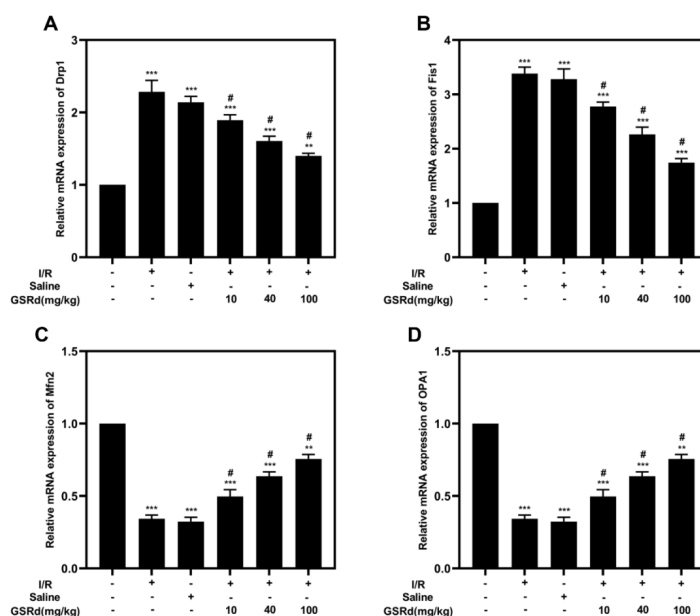 A
Relative mRNA expression of Drp1
3
2
1
0
*** *** # *** # *** # **
I/R - + - + + +
Saline - - + - - -
GSRd(mg/kg) - - - 10 40 100
B
Relative mRNA expression of Fis1
4
3
2
1
0
*** *** # *** # *** # ***
I/R - + - + + +
Saline - - + - - -
GSRd(mg/kg) - - - 10 40 100
C
Relative mRNA expression of Mfn2
1.5
1.0
0.5
0.0
*** *** # *** # *** # **
I/R - + - + + +
Saline - - + - - -
GSRd(mg/kg) - - - 10 40 100
D
Relative mRNA expression of OPA1
1.5
1.0
0.5
0.0
*** *** # *** # *** # **
I/R - + - + + +
Saline - - + - - -
GSRd(mg/kg) - - - 10 40 100